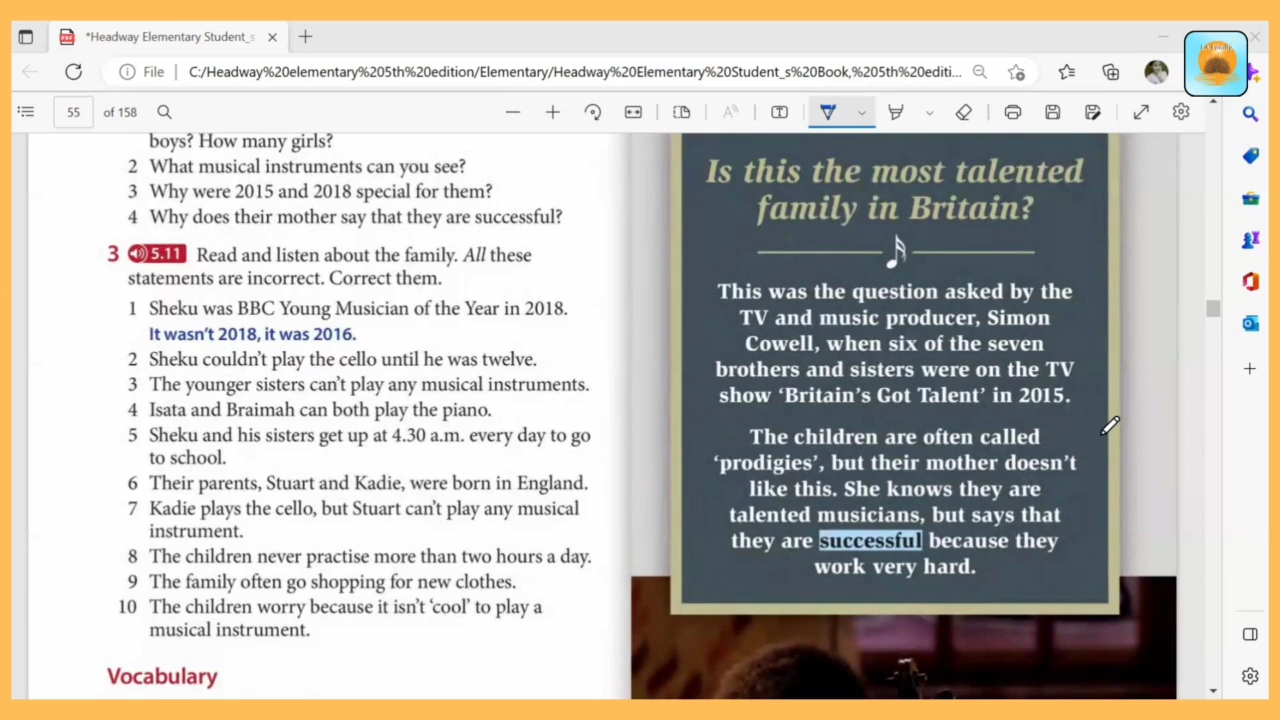 *Headway Elementary Student_s
File
C:/Headway%20elementary%205th%20edition/Elementary/Headway%20Elementary%20Student_s%20Book,%205th%20editi...
55 of 158
boys? How many girls?
2 What musical instruments can you see?
3 Why were 2015 and 2018 special for them?
4 Why does their mother say that they are successful?
3 5.11 Read and listen about the family. All these
statements are incorrect. Correct them.
1 Sheku was BBC Young Musician of the Year in 2018.
It wasn't 2018, it was 2016.
2 Sheku couldn't play the cello until he was twelve.
3 The younger sisters can't play any musical instruments.
4 Isata and Braimah can both play the piano.
5 Sheku and his sisters get up at 4.30 a.m. every day to go
to school.
6 Their parents, Stuart and Kadie, were born in England.
7 Kadie plays the cello, but Stuart can't play any musical
instrument.
8 The children never practise more than two hours a day.
9 The family often go shopping for new clothes.
10 The children worry because it isn't 'cool' to play a
musical instrument.
Vocabulary
Is this the most talented
family in Britain?
This was the question asked by the
TV and music producer, Simon
Cowell, when six of the seven
brothers and sisters were on the TV
show 'Britain's Got Talent' in 2015.
The children are often called
'prodigies', but their mother doesn't
like this. She knows they are
talented musicians, but says that
they are successful because they
work very hard.